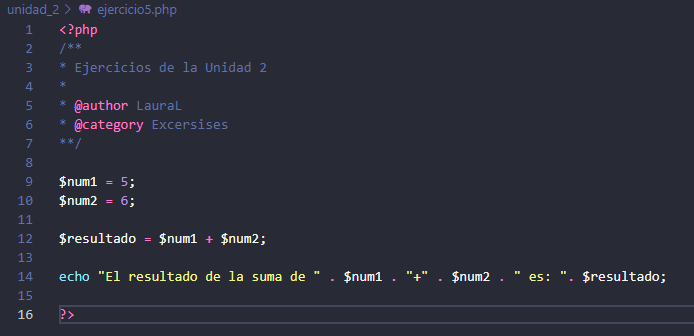 unidad_2 > ejercicio5.php
1 <?php
2 /**
3 * Ejercicios de la Unidad 2
4 *
5 * @author LauraL
6 * @category Excersises
7 **/
8
9 $num1 = 5;
10 $num2 = 6;
11
12 $resultado = $num1 + $num2;
13
14 echo "El resultado de la suma de " . $num1 . "+" . $num2 . " es: ". $resultado;
15
16 ?>